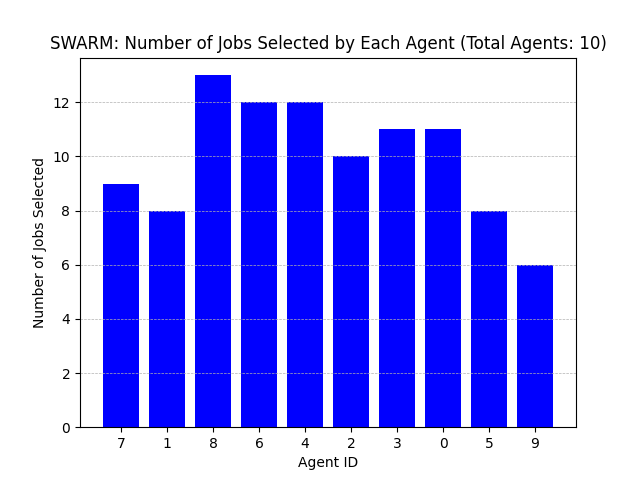 SWARM: Number of Jobs Selected by Each Agent (Total Agents: 10)
12
10
8
6
4
2
0
Number of Jobs Selected
7 1 8 6 4 2 3 0 5 9
Agent ID